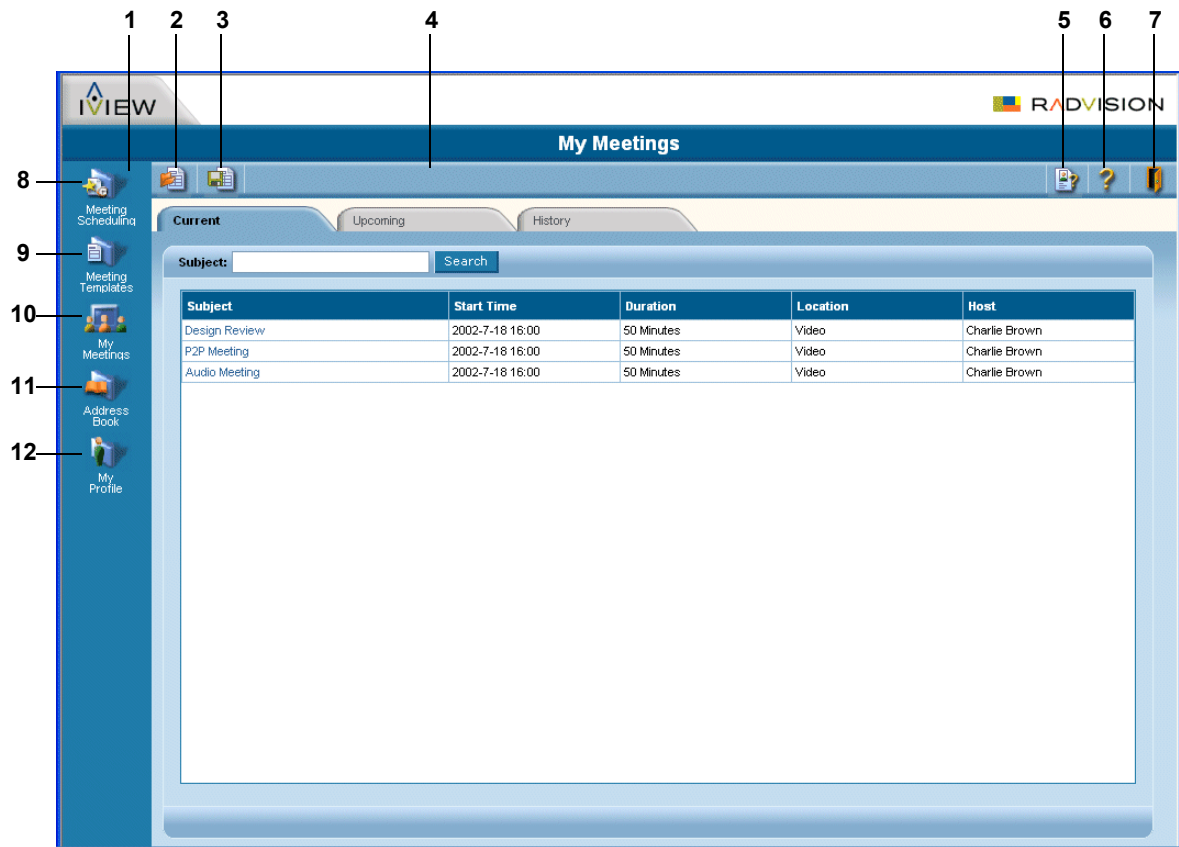 1 2 3 4 5 6 7
IVIEW
RADVISION
My Meetings
8
Meeting
Scheduling
9
Meeting
Templates
10
My
Meetings
11
Address
Book
12
My
Profile
Current Upcoming History
Subject: Search
Subject Start Time Duration Location Host
Design Review 2002-7-18 16:00 50 Minutes Video Charlie Brown
P2P Meeting 2002-7-18 16:00 50 Minutes Video Charlie Brown
Audio Meeting 2002-7-18 16:00 50 Minutes Video Charlie Brown